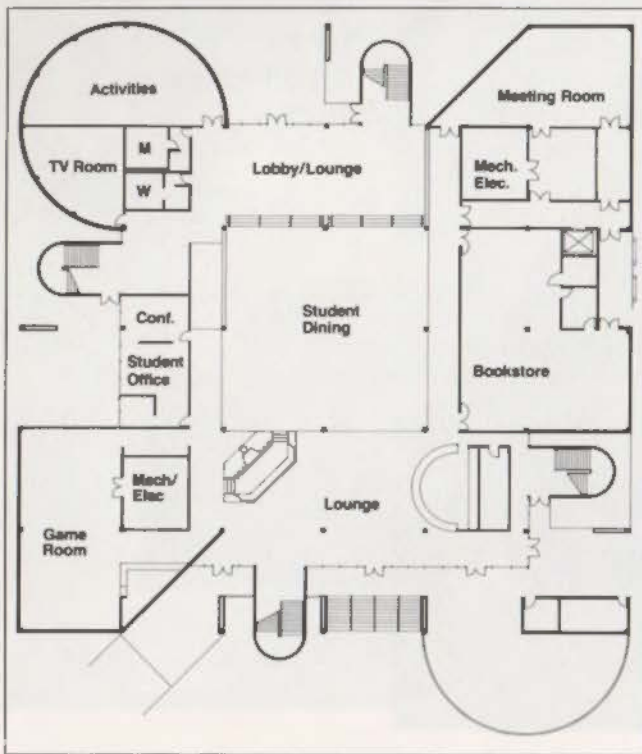 Activities
Meeting Room
M
TV Room
Lobby/Lounge
Mech.
Elec.
W
Conf.
Student
Dining
Student
Office
Bookstore
Mech/
Elac
Lounge
Game
Room